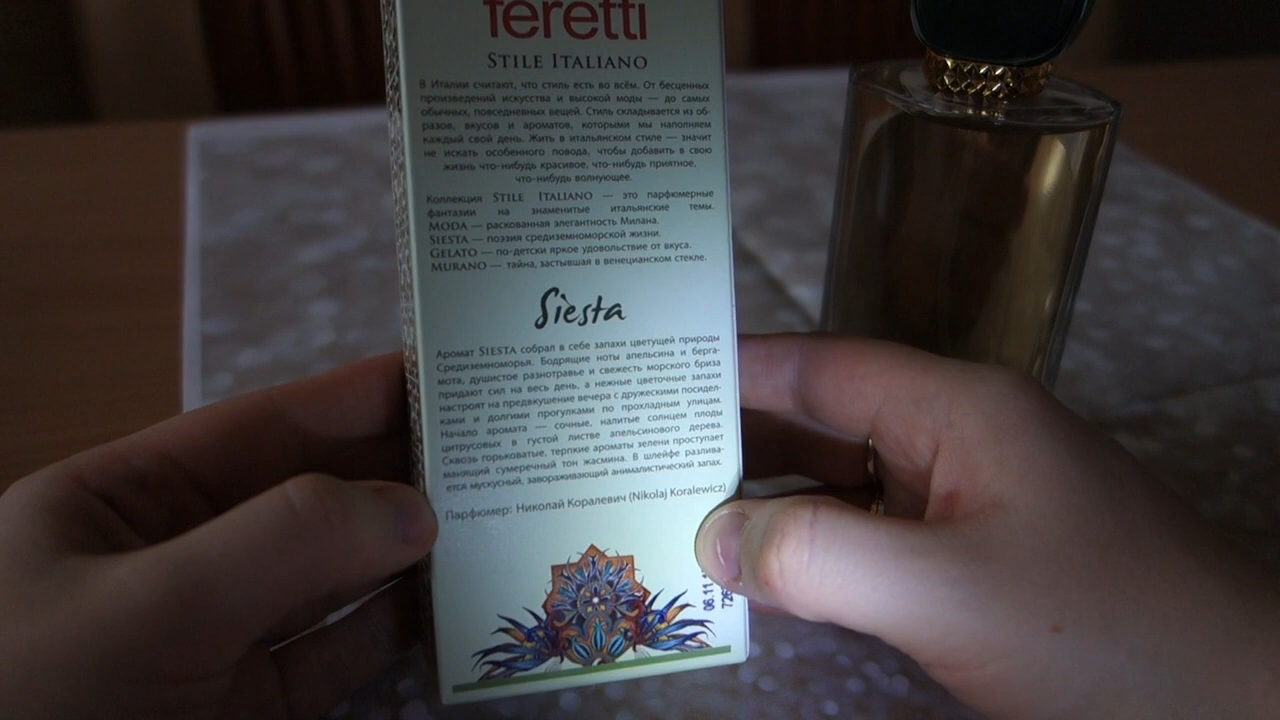 feretti
STILE ITALIANO
В Италии считают, что стиль есть во всём. От бесценных
произведений искусства и высокой моды — до самых
обычных, повседневных вещей. Стиль складывается из об-
разов, вкусов и ароматов, которыми мы наполняем
каждый свой день. Жить в итальянском стиле — значит
не искать особенного повода, чтобы добавить в свою
жизнь что-нибудь красивое, что-нибудь приятное,
что-нибудь волнующее.
Коллекция STILE ITALIANO — это парфюмерные
фантазии на знаменитые итальянские темы.
MODA — раскованная элегантность Милана.
SIESTA — поэзия средиземноморской жизни.
GELATO — по-детски яркое удовольствие от вкуса.
MURANO — тайна, застывшая в венецианском стекле.
Sièsta
Аромат SIESTA собрал в себе запахи цветущей природы
Средиземноморья. Бодрящие ноты апельсина и берга-
мота, душистое разнотравье и свежесть морского бриза
придают сил на весь день, а нежные цветочные запахи
настроят на предвкушение вечера с дружескими посидел-
ками и долгими прогулками по прохладным улицам.
Начало аромата — сочные, налитые солнцем плоды
цитрусовых в густой листве апельсинового дерева.
Сквозь горьковатые, терпкие ароматы зелени проступает
манящий сумеречный тон жасмина. В шлейфе разлива-
ется мускусный, завораживающий анималистический запах.
Парфюмер: Николай Коралевич (Nikolaj Koralewicz)
06.11
726